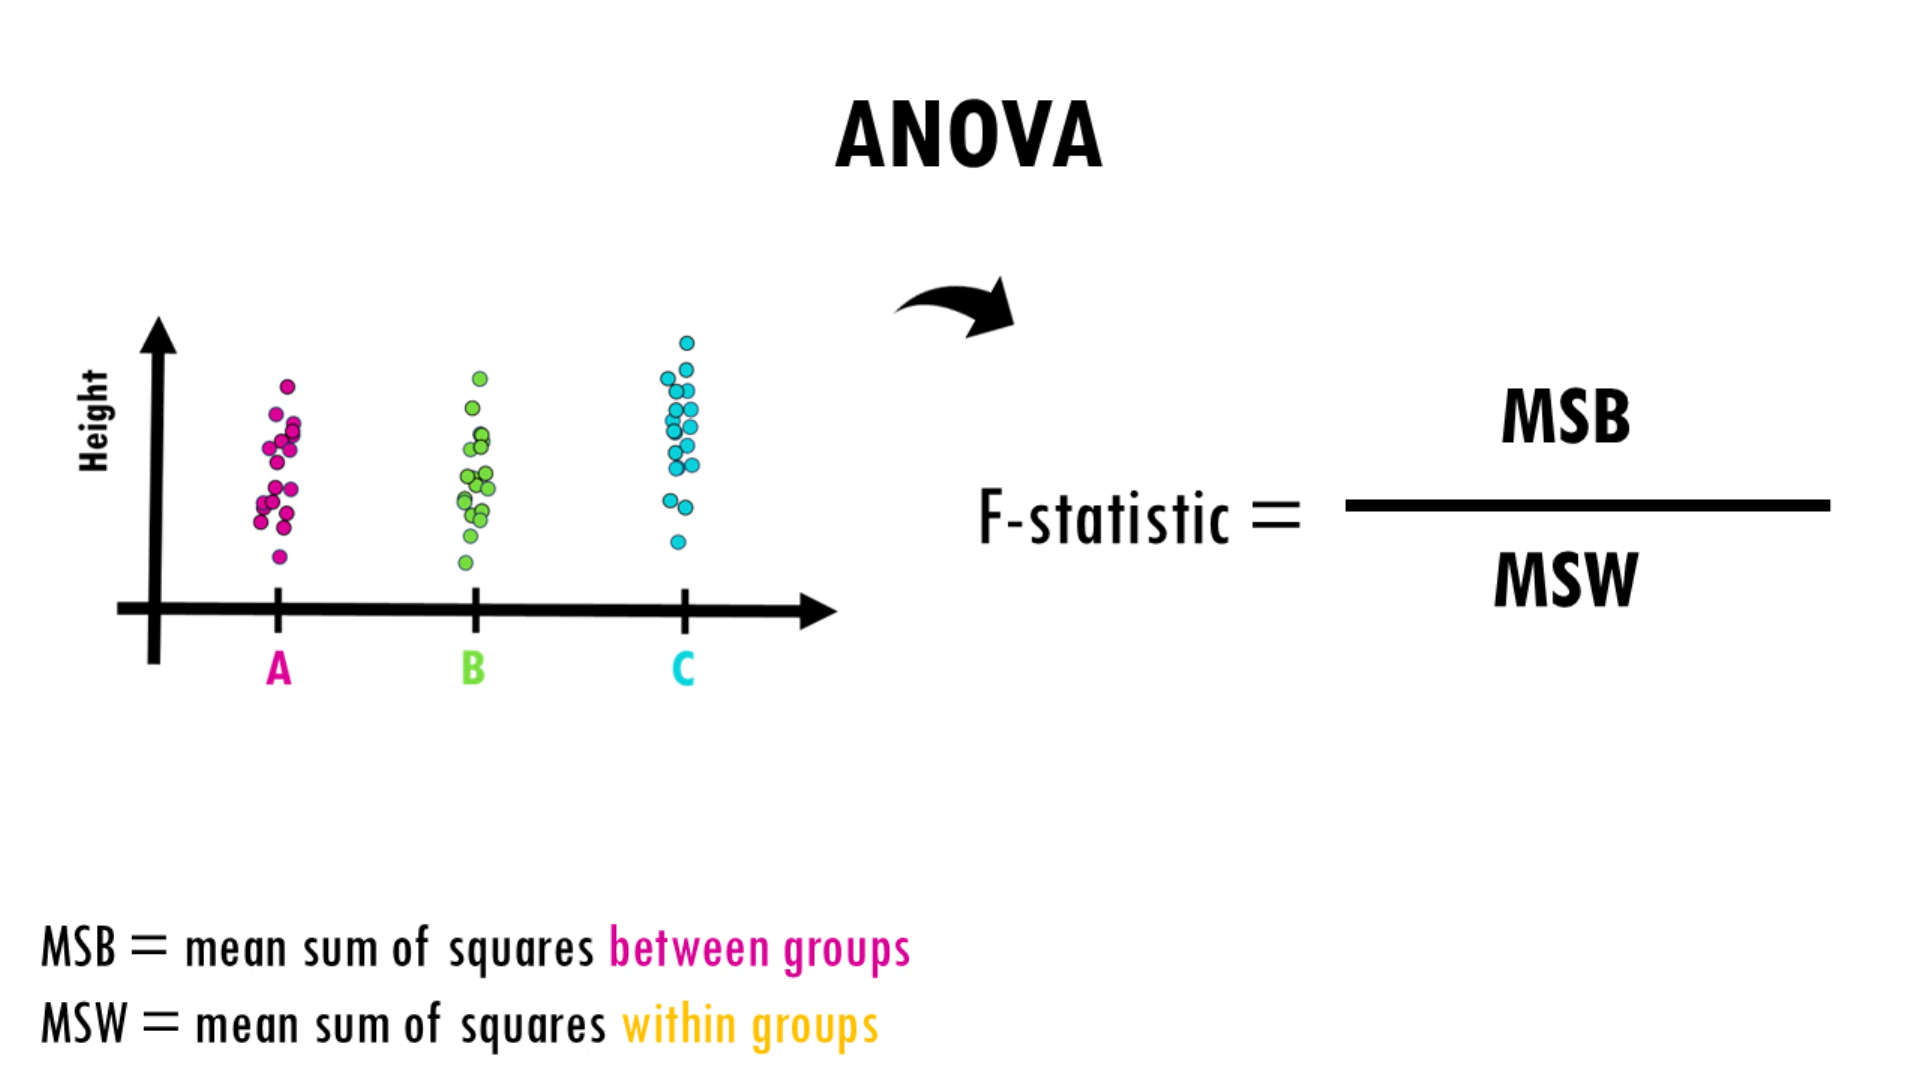 ANOVA
Height
A
B
C
F-statistic =
MSB
MSW
MSB = mean sum of squares between groups
MSW = mean sum of squares within groups